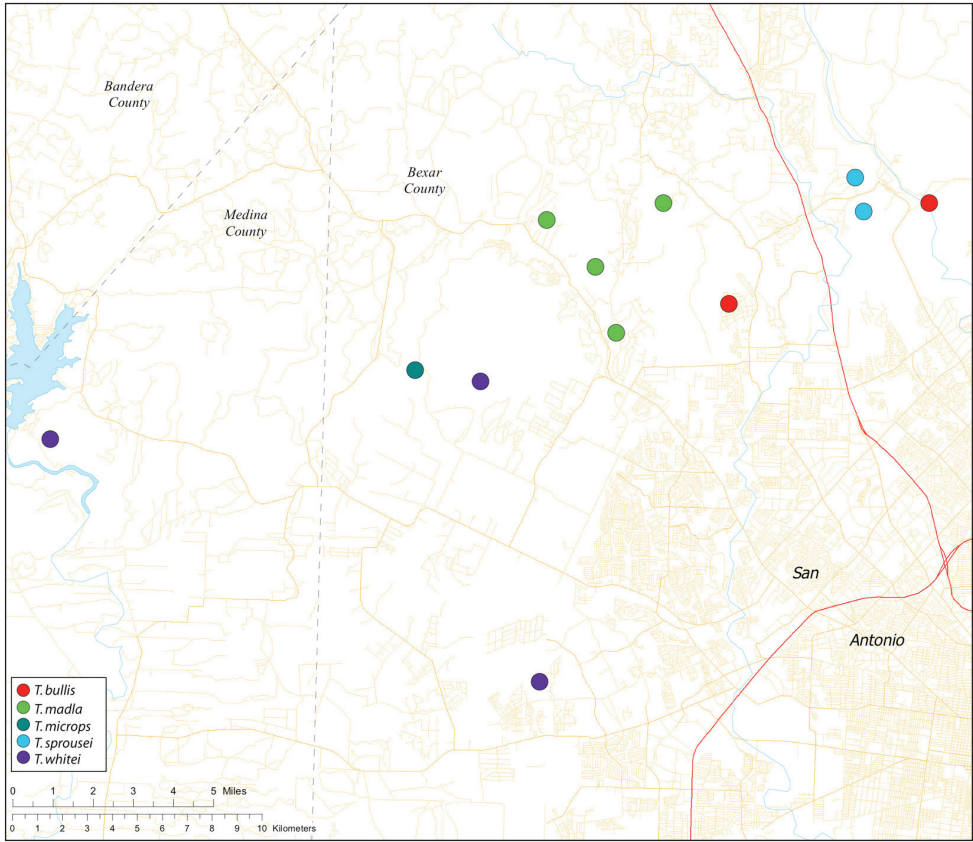 Bandera
County
Bexar
County
Medina
County
San
Antonio
T. bullis
T. madla
T. microps
T. sprousei
T. whitei
0 1 2 3 4 5 Miles
0 1 2 3 4 5 6 7 8 9 10 Kilometers